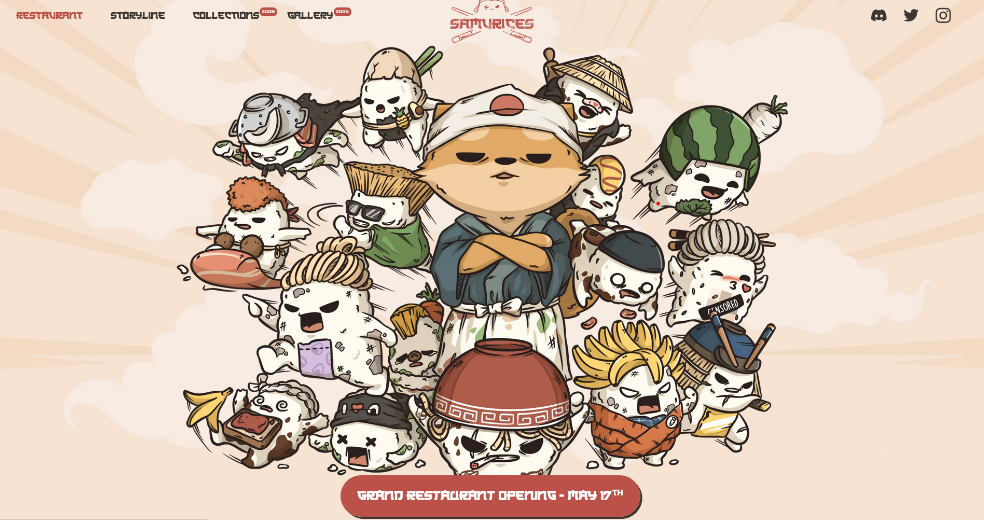 RESTAURANT
STORYLINE
COLLECTIONS SOON
GALLERY SOON
SAMURICES
CENSORED
GRAND RESTAURANT OPENING - MAY 17TH